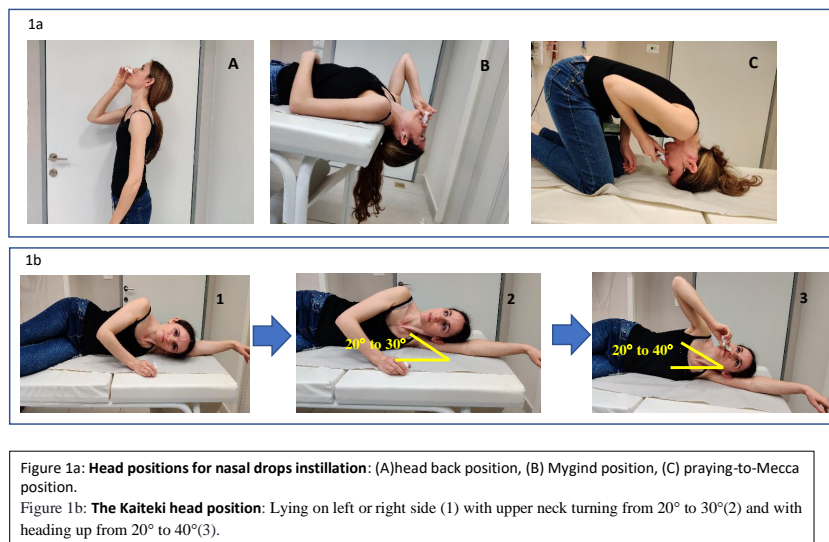 1a
A
B
C
1b
1
2
3
20° to 30°
20° to 40°
Figure 1a: Head positions for nasal drops instillation: (A)head back position, (B) Mygind position, (C) praying-to-Mecca
position.
Figure 1b: The Kaiteki head position: Lying on left or right side (1) with upper neck turning from 20° to 30°(2) and with
heading up from 20° to 40°(3).